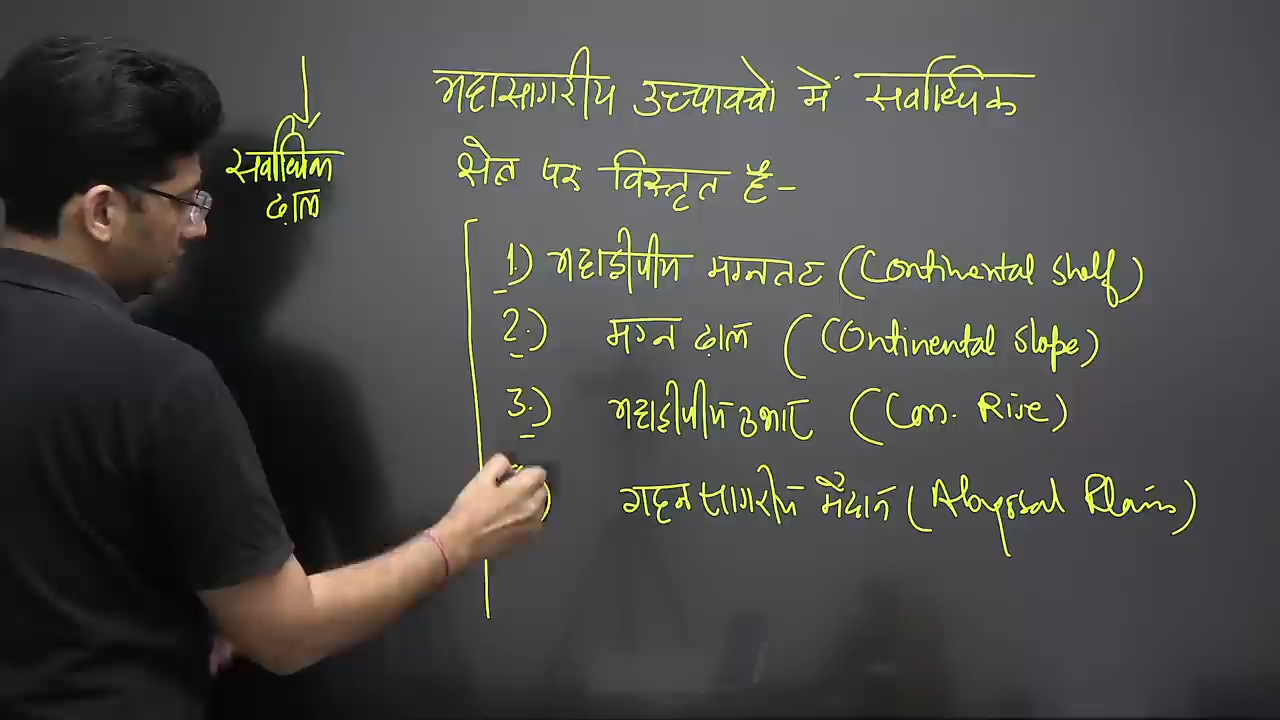 सर्वाधिक
ढ़ाल
महासागरीय उच्चावचों में सर्वाधिक
क्षेत्र पर विस्तृत है-
1.) महाद्वीपीय मग्नतट (Continental Shelf)
2.) मग्न ढ़ाल (Continental Slope)
3.) महाद्वीपीय उभार (Con. Rise)
) गहन सागरीय मैदान (Abyssal Plains)